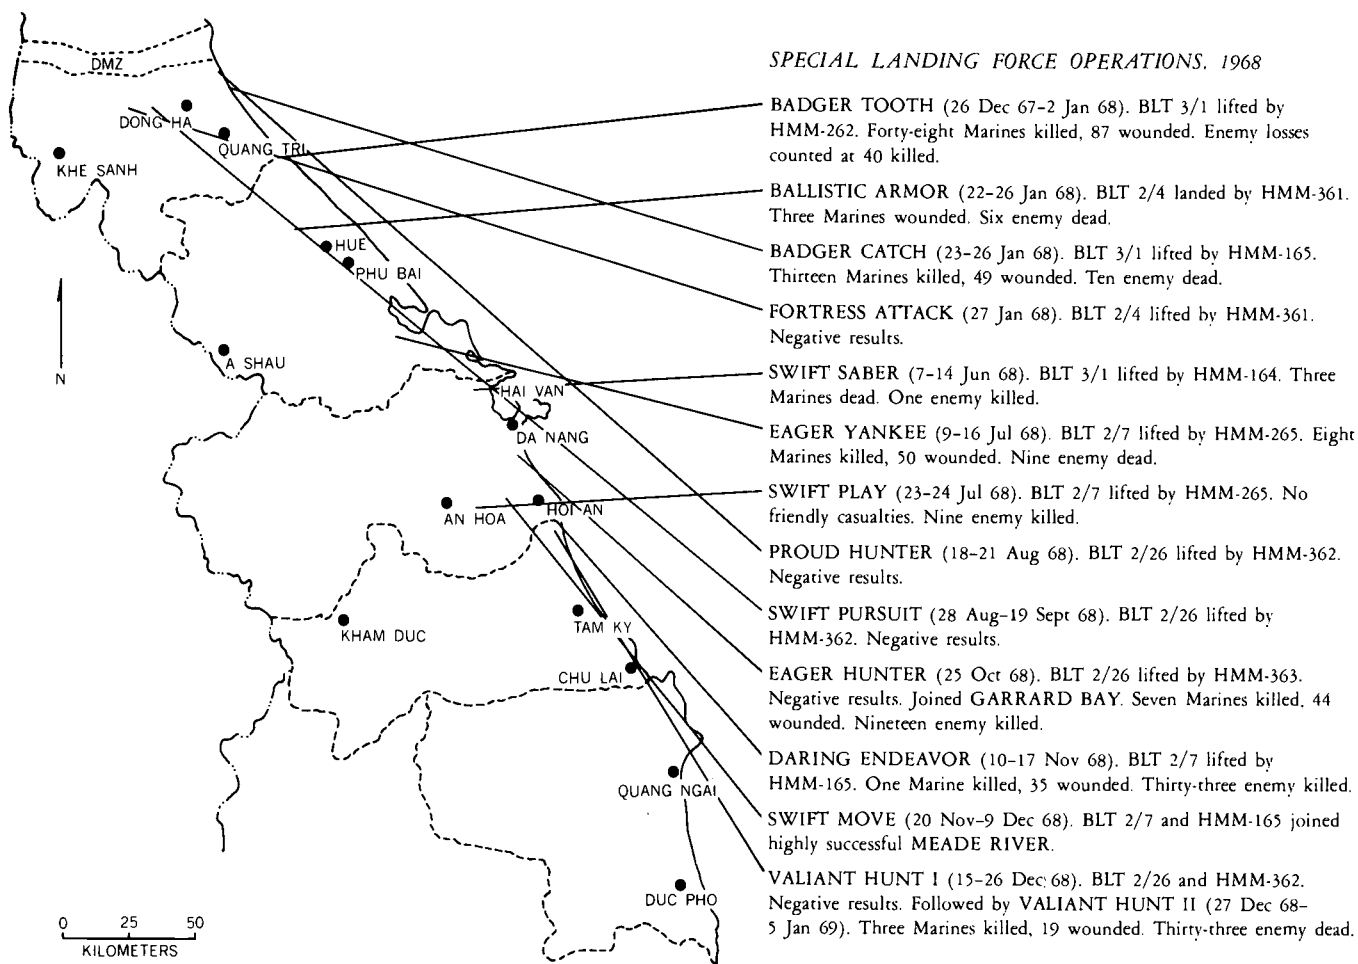 SPECIAL LANDING FORCE OPERATIONS, 1968
BADGER TOOTH (26 Dec 67-2 Jan 68). BLT 3/1 lifted by
HMM-262. Forty-eight Marines killed, 87 wounded. Enemy losses
counted at 40 killed.
BALLISTIC ARMOR (22-26 Jan 68). BLT 2/4 landed by HMM-361.
Three Marines wounded. Six enemy dead.
BADGER CATCH (23-26 Jan 68). BLT 3/1 lifted by HMM-165.
Thirteen Marines killed, 49 wounded. Ten enemy dead.
FORTRESS ATTACK (27 Jan 68). BLT 2/4 lifted by HMM-361.
Negative results.
SWIFT SABER (7-14 Jun 68). BLT 3/1 lifted by HMM-164. Three
Marines dead. One enemy killed.
EAGER YANKEE (9-16 Jul 68). BLT 2/7 lifted by HMM-265. Eight
Marines killed, 50 wounded. Nine enemy dead.
SWIFT PLAY (23-24 Jul 68). BLT 2/7 lifted by HMM-265. No
friendly casualties. Nine enemy killed.
PROUD HUNTER (18-21 Aug 68). BLT 2/26 lifted by HMM-362.
Negative results.
SWIFT PURSUIT (28 Aug-19 Sept 68). BLT 2/26 lifted by
HMM-362. Negative results.
EAGER HUNTER (25 Oct 68). BLT 2/26 lifted by HMM-363.
Negative results. Joined GARRARD BAY. Seven Marines killed, 44
wounded. Nineteen enemy killed.
DARING ENDEAVOR (10-17 Nov 68). BLT 2/7 lifted by
HMM-165. One Marine killed, 35 wounded. Thirty-three enemy killed.
SWIFT MOVE (20 Nov-9 Dec 68). BLT 2/7 and HMM-165 joined
highly successful MEADE RIVER.
VALIANT HUNT I (15-26 Dec 68). BLT 2/26 and HMM-362.
Negative results. Followed by VALIANT HUNT II (27 Dec 68-
5 Jan 69). Three Marines killed, 19 wounded. Thirty-three enemy dead.
DMZ
DONG HA
QUANG TRI
KHE SANH
HUE
PHU BAI
A SHAU
N
HAI VAN
DA NANG
AN HOA
HOI AN
KHAM DUC
TAM KY
CHU LAI
QUANG NGAI
DUC PHO
0 25 50
KILOMETERS